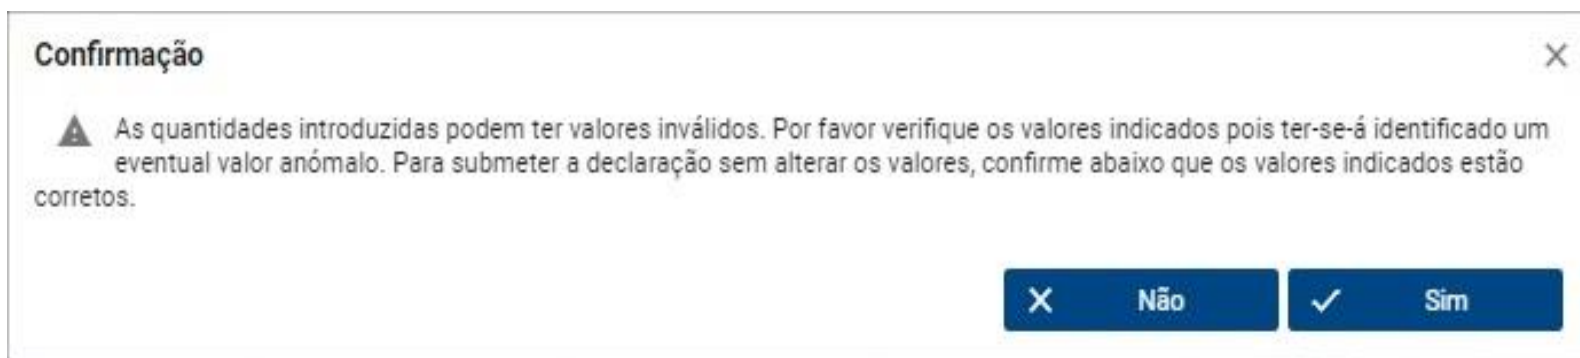 Confirmação
As quantidades introduzidas podem ter valores inválidos. Por favor verifique os valores indicados pois ter-se-á identificado um
eventual valor anómalo. Para submeter a declaração sem alterar os valores, confirme abaixo que os valores indicados estão
corretos.
Não
Sim